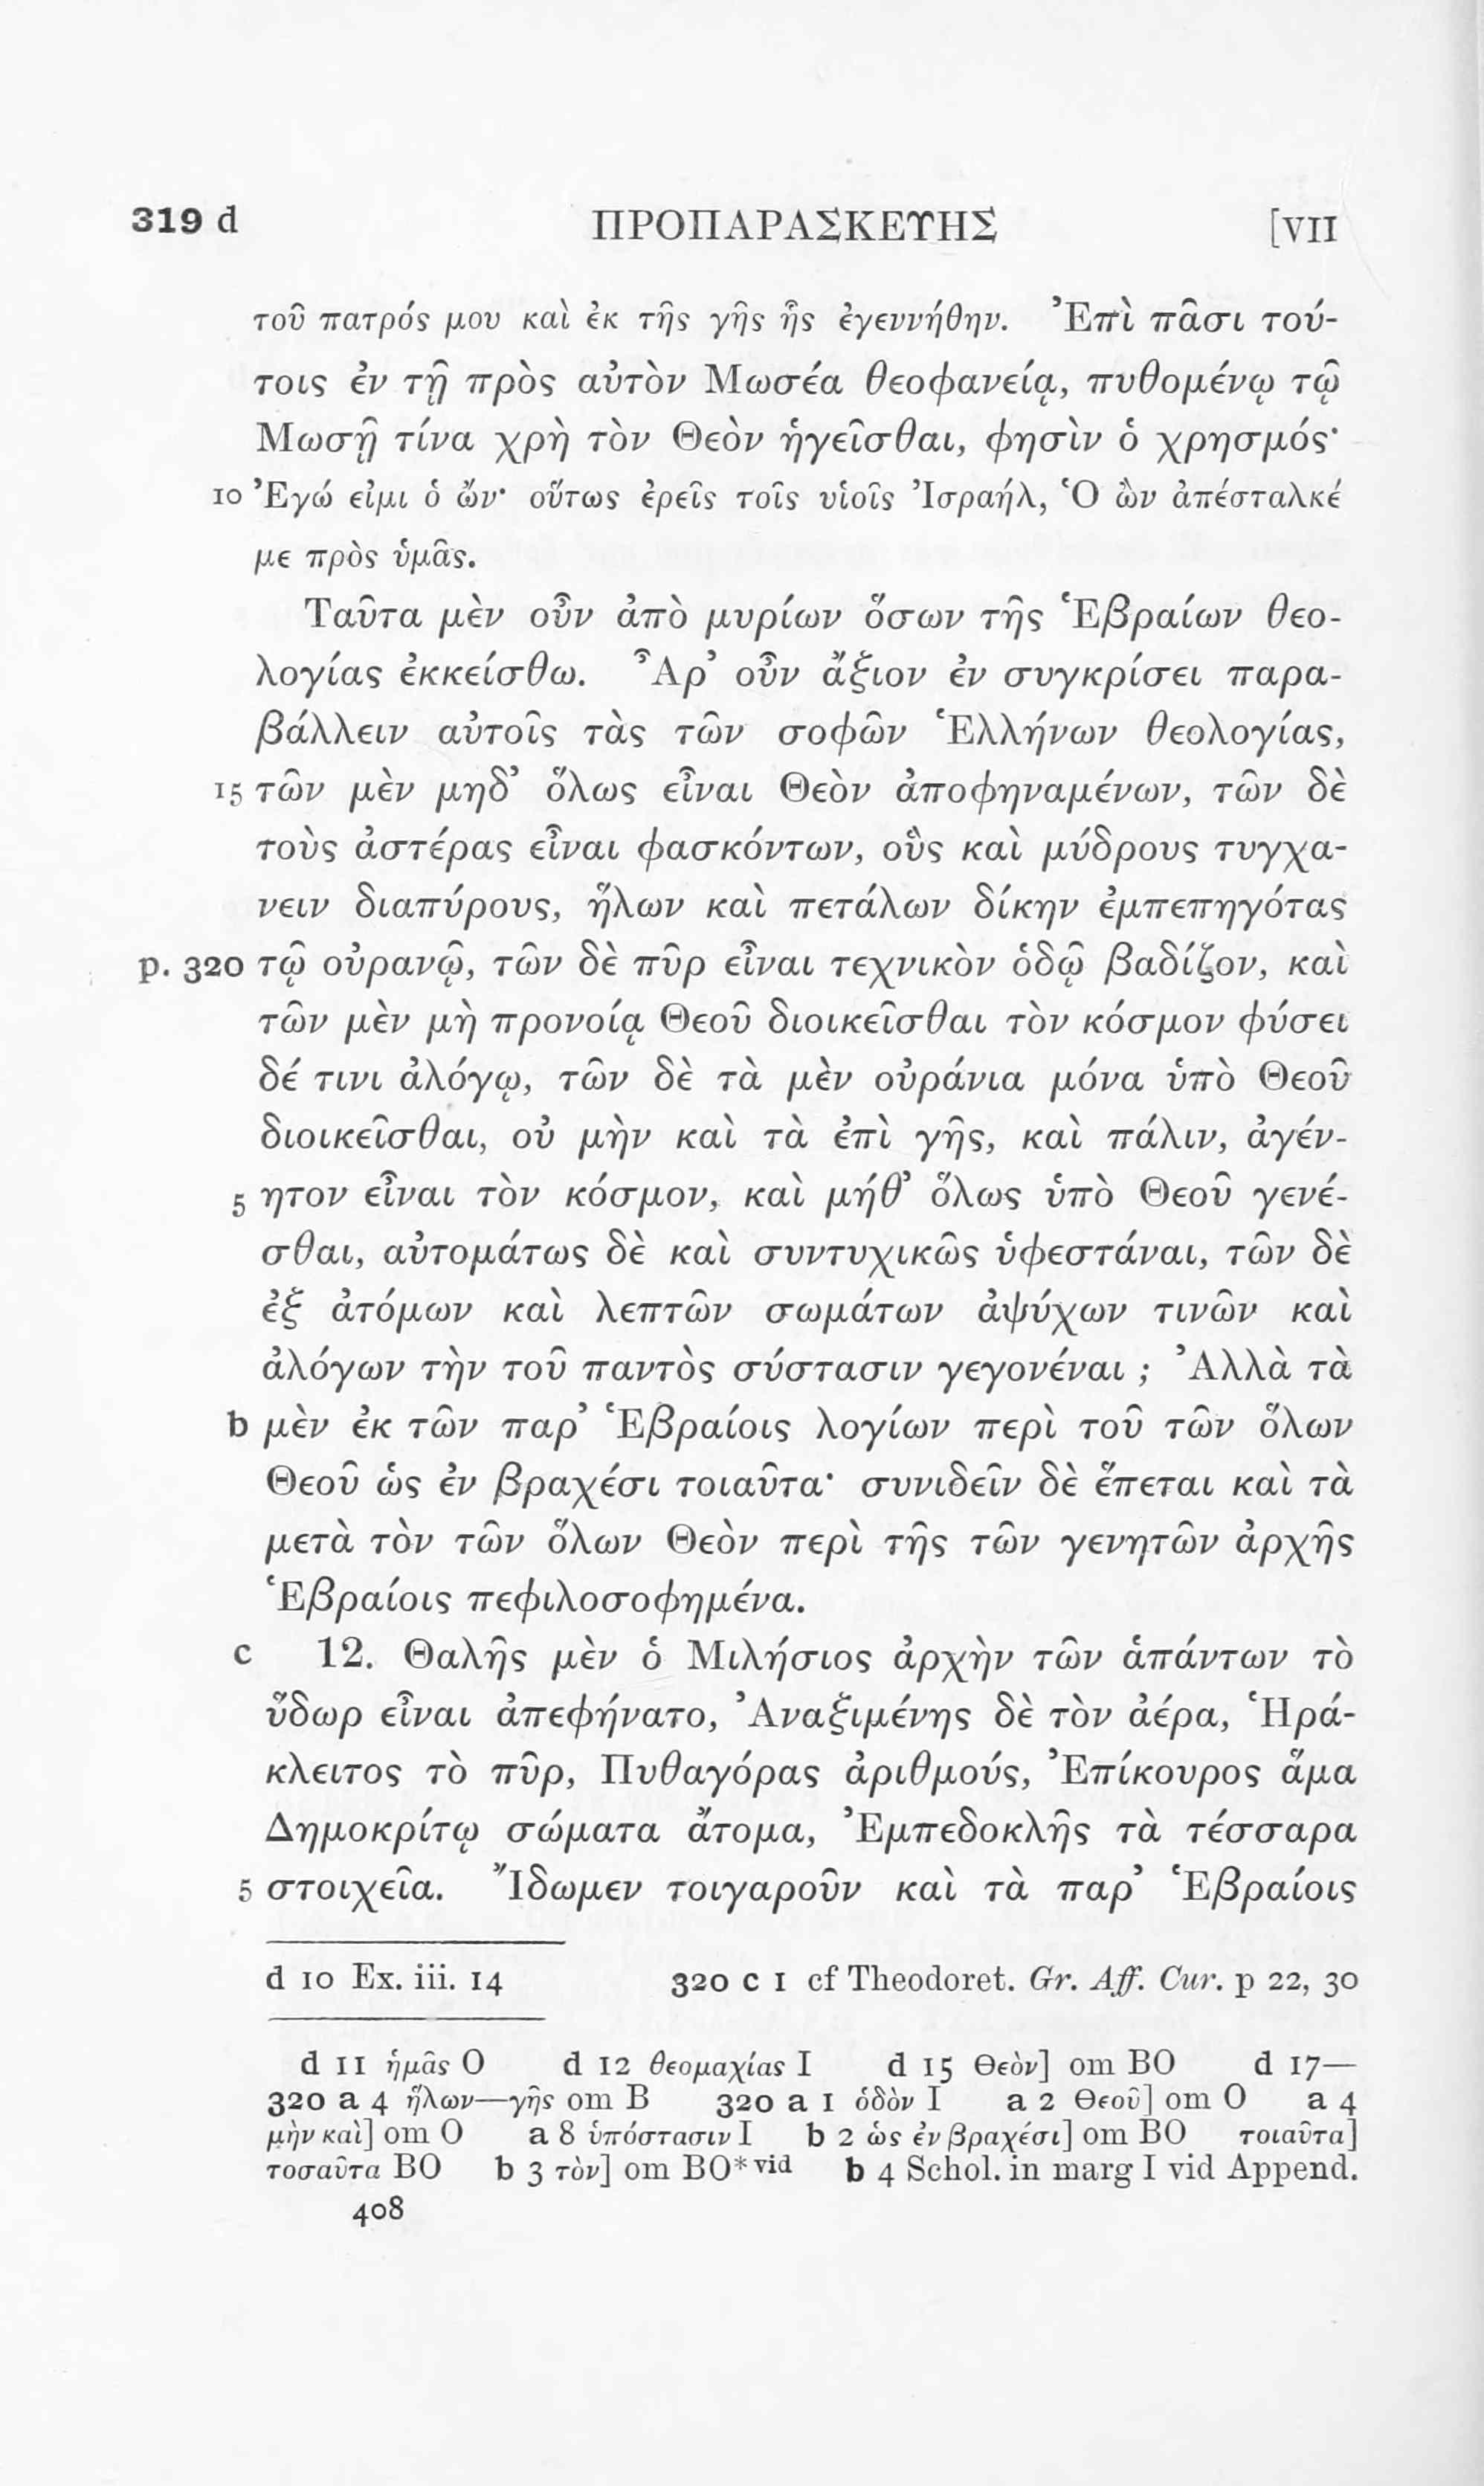 319 d ΠΡΟΠΑΡΑΣΚΕΥΗΣ [VII
τοῦ πατρός μου καὶ ἐκ τῆς γῆς ἧς ἐγεννήθην. Ἐπὶ πᾶσι τού-
τοις ἐν τῇ πρὸς αὐτὸν Μωσέα θεοφανείᾳ, πυθομένῳ τῷ
Μωσῇ τίνα χρὴ τὸν Θεὸν ἡγεῖσθαι, φησὶν ὁ χρησμός·
10 Ἐγώ εἰμι ὁ ὤν· οὕτως ἐρεῖς τοῖς υἱοῖς Ἰσραήλ, Ὁ ὢν ἀπέσταλκέ
με πρὸς ὑμᾶς.
Ταῦτα μὲν οὖν ἀπὸ μυρίων ὅσων τῆς Ἑβραίων θεο-
λογίας ἐκκείσθω. Ἆρ’ οὖν ἄξιον ἐν συγκρίσει παρα-
βάλλειν αὐτοῖς τὰς τῶν σοφῶν Ἑλλήνων θεολογίας,
15 τῶν μὲν μηδ’ ὅλως εἶναι Θεὸν ἀποφηναμένων, τῶν δὲ
τοὺς ἀστέρας εἶναι φασκόντων, οὓς καὶ μύδρους τυγχα-
νειν διαπύρους, ἥλων καὶ πετάλων δίκην ἐμπεπηγότας
p. 320 τῷ οὐρανῷ, τῶν δὲ πῦρ εἶναι τεχνικὸν ὁδῷ βαδίζον, καὶ
τῶν μὲν μὴ προνοίᾳ Θεοῦ διοικεῖσθαι τὸν κόσμον φύσει
δέ τινι ἀλόγῳ, τῶν δὲ τὰ μὲν οὐράνια μόνα ὑπὸ Θεοῦ
διοικεῖσθαι, οὐ μὴν καὶ τὰ ἐπὶ γῆς, καὶ πάλιν, ἀγέν-
5 ητον εἶναι τὸν κόσμον, καὶ μήθ’ ὅλως ὑπὸ Θεοῦ γενέ-
σθαι, αὐτομάτως δὲ καὶ συντυχικῶς ὑφεστάναι, τῶν δὲ
ἐξ ἀτόμων καὶ λεπτῶν σωμάτων ἀψύχων τινῶν καὶ
ἀλόγων τὴν τοῦ παντὸς σύστασιν γεγονέναι ; Ἀλλὰ τὰ
b μὲν ἐκ τῶν παρ’ Ἑβραίοις λογίων περὶ τοῦ τῶν ὅλων
Θεοῦ ὡς ἐν βραχέσι τοιαῦτα· συνιδεῖν δὲ ἕπεται καὶ τὰ
μετὰ τὸν τῶν ὅλων Θεὸν περὶ τῆς τῶν γενητῶν ἀρχῆς
Ἑβραίοις πεφιλοσοφημένα.
c 12. Θαλῆς μὲν ὁ Μιλήσιος ἀρχὴν τῶν ἁπάντων τὸ
ὕδωρ εἶναι ἀπεφήνατο, Ἀναξιμένης δὲ τὸν ἀέρα, Ἡρά-
κλειτος τὸ πῦρ, Πυθαγόρας ἀριθμούς, Ἐπίκουρος ἅμα
Δημοκρίτῳ σώματα ἄτομα, Ἐμπεδοκλῆς τὰ τέσσαρα
5 στοιχεῖα. Ἴδωμεν τοιγαροῦν καὶ τὰ παρ’ Ἑβραίοις
d 10 Ex. iii. 14 320 c 1 cf Theodoret. Gr. Aff. Cur. p 22, 30
d 11 ἡμᾶς O d 12 θεομαχίας I d 15 Θεὸν] om BO d 17—
320 a 4 ἥλων—γῆς om B 320 a 1 ὁδὸν I a 2 Θεοῦ] om O a 4
μὴν καὶ] om O a 8 ὑπόστασιν I b 2 ὡς ἐν βραχέσι] om BO τοιαῦτα]
τοσαῦτα BO b 3 τὸν] om BO* vid b 4 Schol. in marg I vid Append.
408